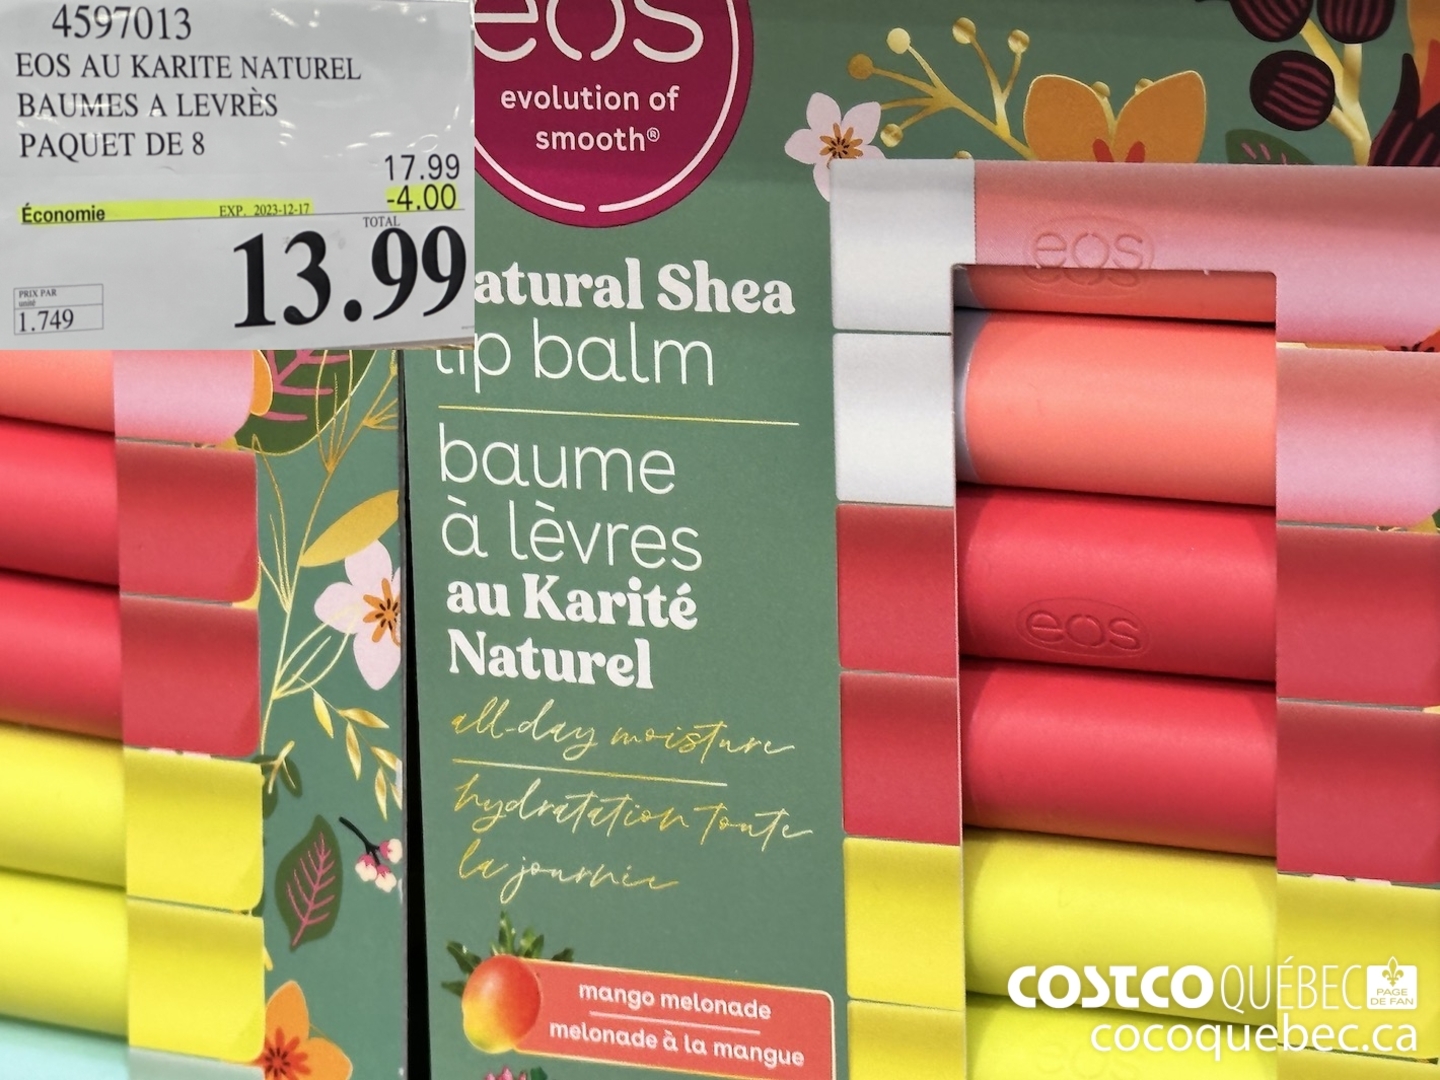 4597013
EOS AU KARITE NATUREL
BAUMES A LEVRÈS
PAQUET DE 8
17.99
-4.00
Économie EXP. 2023-12-17
TOTAL
13.99
PRIX PAR
unité
1.749
eos
evolution of
smooth®
atural Shea
lip balm
baume
à lèvres
au Karité
Naturel
all-day moisture
hydratation toute
la journée
mango melonade
melonade à la mangue
eos
eos
COSTCO QUÉBEC PAGE
DE FAN
cocoquebec.ca